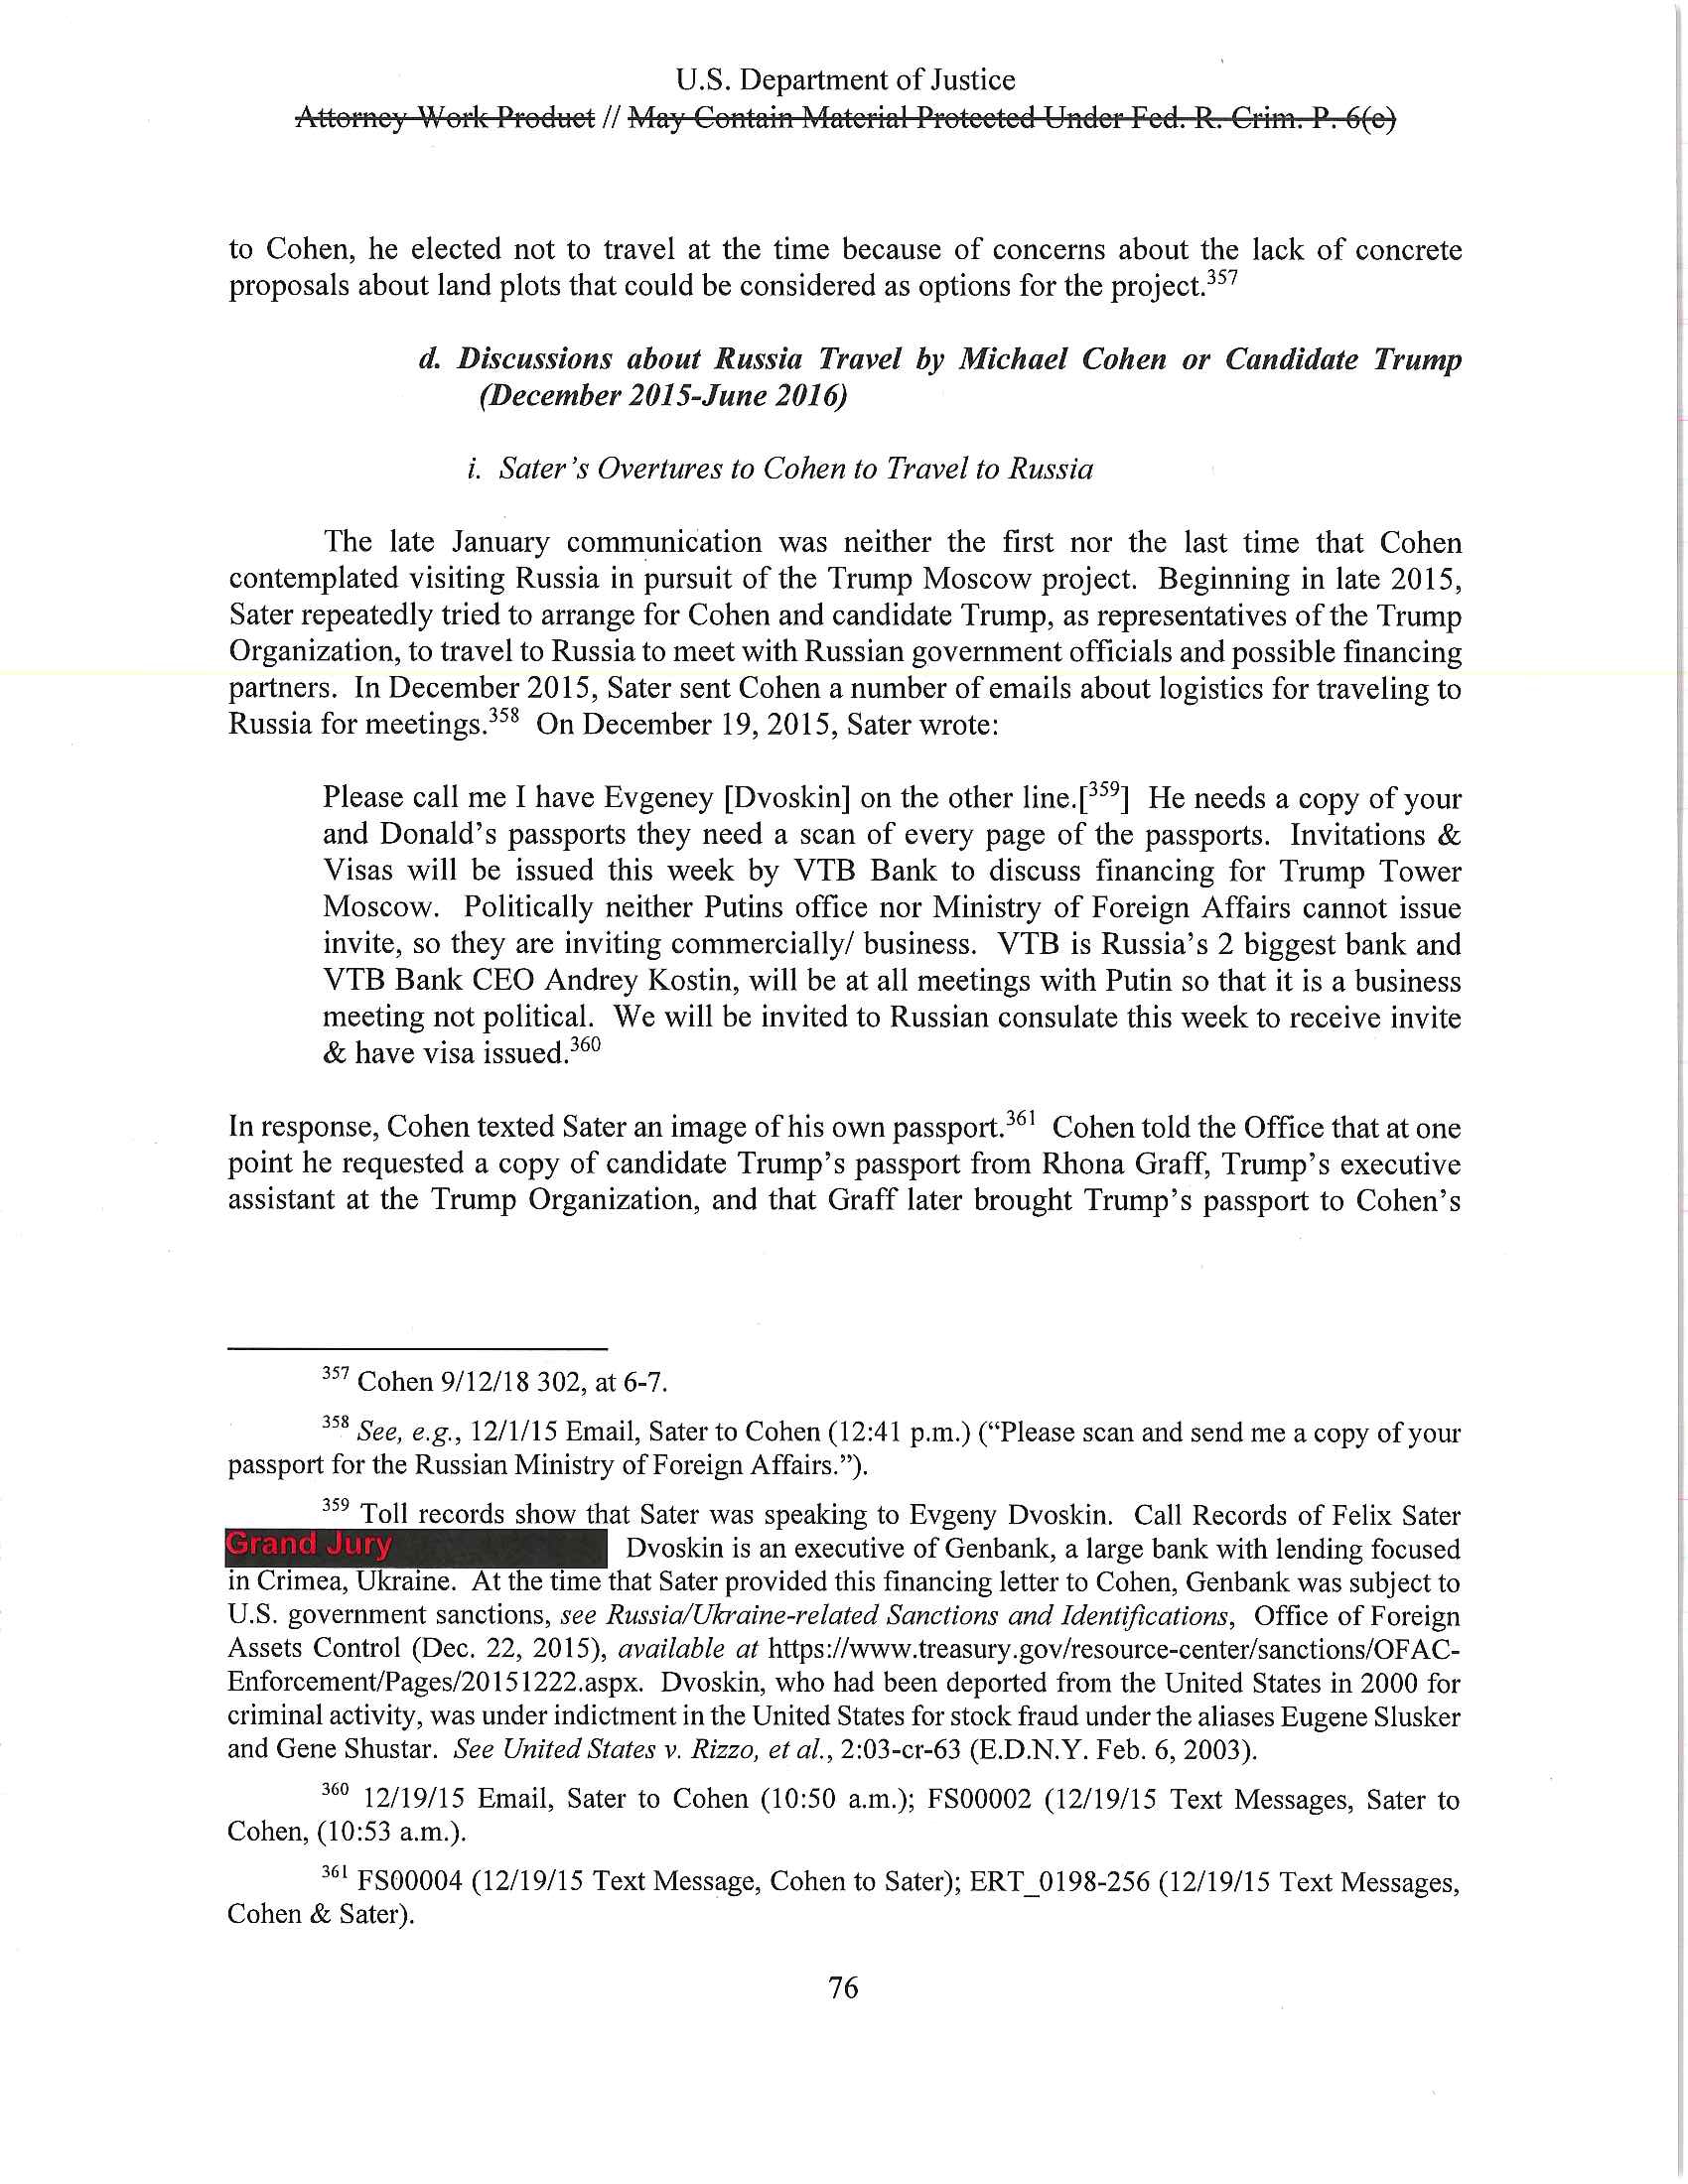 U.S. Department of Justice
Attorney Work Product // May Contain Material Protected Under Fed. R. Crim. P. 6(e)
to Cohen, he elected not to travel at the time because of concerns about the lack of concrete
proposals about land plots that could be considered as options for the project.357
d. Discussions about Russia Travel by Michael Cohen or Candidate Trump
(December 2015-June 2016)
i. Sater's Overtures to Cohen to Travel to Russia
The late January communication was neither the first nor the last time that Cohen
contemplated visiting Russia in pursuit of the Trump Moscow project. Beginning in late 2015,
Sater repeatedly tried to arrange for Cohen and candidate Trump, as representatives of the Trump
Organization, to travel to Russia to meet with Russian government officials and possible financing
partners. In December 2015, Sater sent Cohen a number of emails about logistics for traveling to
Russia for meetings.358 On December 19, 2015, Sater wrote:
Please call me I have Evgeney [Dvoskin] on the other line.[359] He needs a copy of your
and Donald's passports they need a scan of every page of the passports. Invitations &
Visas will be issued this week by VTB Bank to discuss financing for Trump Tower
Moscow. Politically neither Putins office nor Ministry of Foreign Affairs cannot issue
invite, so they are inviting commercially/ business. VTB is Russia's 2 biggest bank and
VTB Bank CEO Andrey Kostin, will be at all meetings with Putin so that it is a business
meeting not political. We will be invited to Russian consulate this week to receive invite
& have visa issued.360
In response, Cohen texted Sater an image of his own passport.361 Cohen told the Office that at one
point he requested a copy of candidate Trump's passport from Rhona Graff, Trump's executive
assistant at the Trump Organization, and that Graff later brought Trump's passport to Cohen's
357 Cohen 9/12/18 302, at 6-7.
358 See, e.g., 12/1/15 Email, Sater to Cohen (12:41 p.m.) ("Please scan and send me a copy of your
passport for the Russian Ministry of Foreign Affairs.").
359 Toll records show that Sater was speaking to Evgeny Dvoskin. Call Records of Felix Sater
Grand Jury Dvoskin is an executive of Genbank, a large bank with lending focused
in Crimea, Ukraine. At the time that Sater provided this financing letter to Cohen, Genbank was subject to
U.S. government sanctions, see Russia/Ukraine-related Sanctions and Identifications, Office of Foreign
Assets Control (Dec. 22, 2015), available at https://www.treasury.gov/resource-center/sanctions/OFAC-
Enforcement/Pages/20151222.aspx. Dvoskin, who had been deported from the United States in 2000 for
criminal activity, was under indictment in the United States for stock fraud under the aliases Eugene Slusker
and Gene Shustar. See United States v. Rizzo, et al., 2:03-cr-63 (E.D.N.Y. Feb. 6, 2003).
360 12/19/15 Email, Sater to Cohen (10:50 a.m.); FS00002 (12/19/15 Text Messages, Sater to
Cohen, (10:53 a.m.).
361 FS00004 (12/19/15 Text Message, Cohen to Sater); ERT_0198-256 (12/19/15 Text Messages,
Cohen & Sater).
76